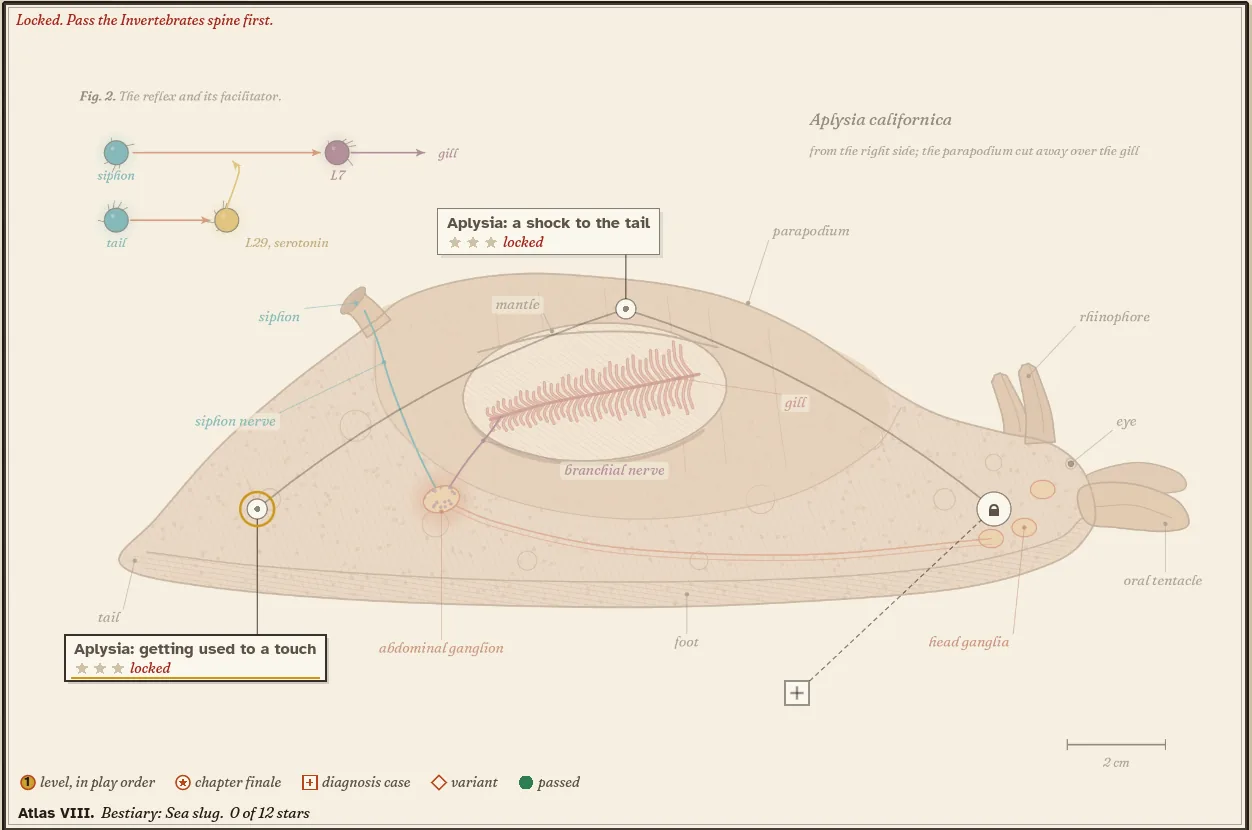 Locked. Pass the Invertebrates spine first.
Fig. 2. The reflex and its facilitator.
Aplysia californica
from the right side; the parapodium cut away over the gill
siphon
L7
gill
tail
L29, serotonin
Aplysia: a shock to the tail
locked
parapodium
siphon
mantle
rhinophore
siphon nerve
gill
eye
branchial nerve
oral tentacle
tail
Aplysia: getting used to a touch
locked
abdominal ganglion
foot
head ganglia
2 cm
1 level, in play order
chapter finale
diagnosis case
variant
passed
Atlas VIII. Bestiary: Sea slug. 0 of 12 stars